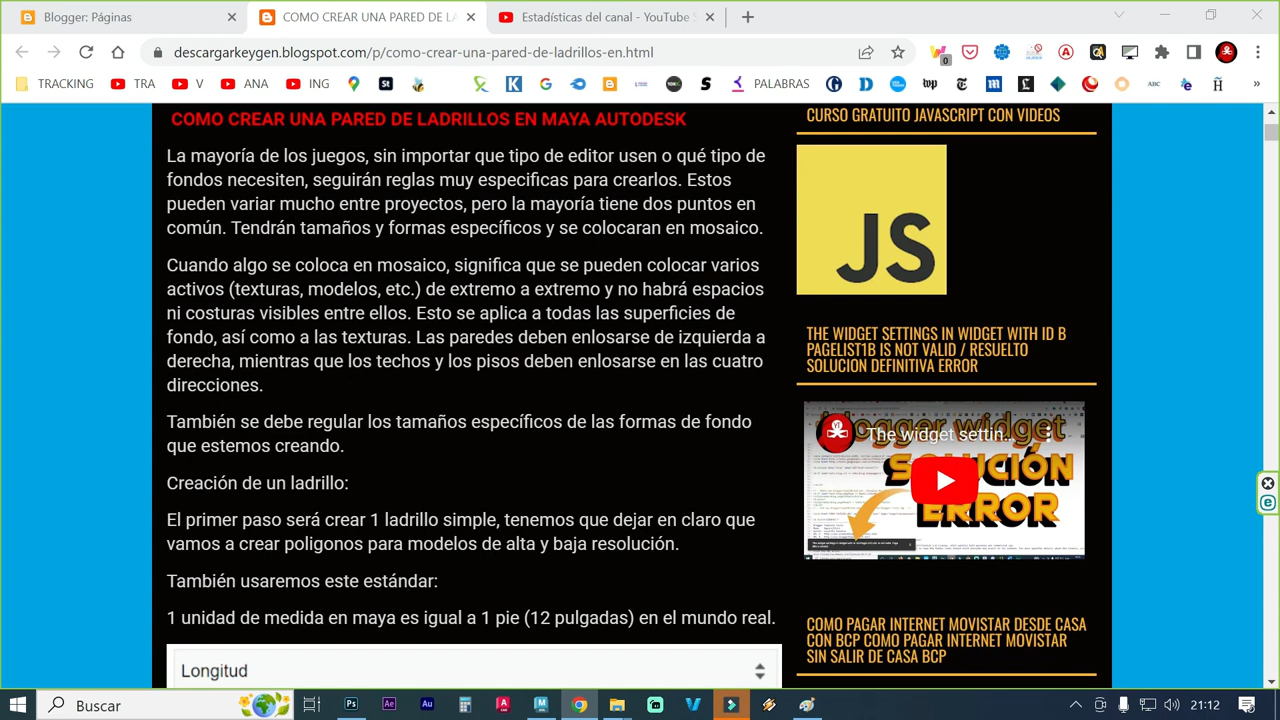 Blogger: Páginas
COMO CREAR UNA PARED DE LA
Estadísticas del canal - YouTube S
descargarkeygen.blogspot.com/p/como-crear-una-pared-de-ladrillos-en.html
TRACKING
TRA
V
ANA
ING
PALABRAS
COMO CREAR UNA PARED DE LADRILLOS EN MAYA AUTODESK
La mayoría de los juegos, sin importar que tipo de editor usen o qué tipo de
fondos necesiten, seguirán reglas muy especificas para crearlos. Estos
pueden variar mucho entre proyectos, pero la mayoría tiene dos puntos en
común. Tendrán tamaños y formas específicos y se colocaran en mosaico.
Cuando algo se coloca en mosaico, significa que se pueden colocar varios
activos (texturas, modelos, etc.) de extremo a extremo y no habrá espacios
ni costuras visibles entre ellos. Esto se aplica a todas las superficies de
fondo, así como a las texturas. Las paredes deben enlosarse de izquierda a
derecha, mientras que los techos y los pisos deben enlosarse en las cuatro
direcciones.
También se debe regular los tamaños específicos de las formas de fondo
que estemos creando.
Creación de un ladrillo:
El primer paso será crear 1 ladrillo simple, tenemos que dejar en claro que
vamos a crear polígonos para modelos de alta y baja resolución.
También usaremos este estándar:
1 unidad de medida en maya es igual a 1 pie (12 pulgadas) en el mundo real.
Longitud
CURSO GRATUITO JAVASCRIPT CON VIDEOS
JS
THE WIDGET SETTINGS IN WIDGET WITH ID B
PAGELIST1B IS NOT VALID / RESUELTO
SOLUCION DEFINITIVA ERROR
blogger widget
The widget settin...
SOLUCIÓN
ERROR
COMO PAGAR INTERNET MOVISTAR DESDE CASA
CON BCP COMO PAGAR INTERNET MOVISTAR
SIN SALIR DE CASA BCP
Buscar
21:12